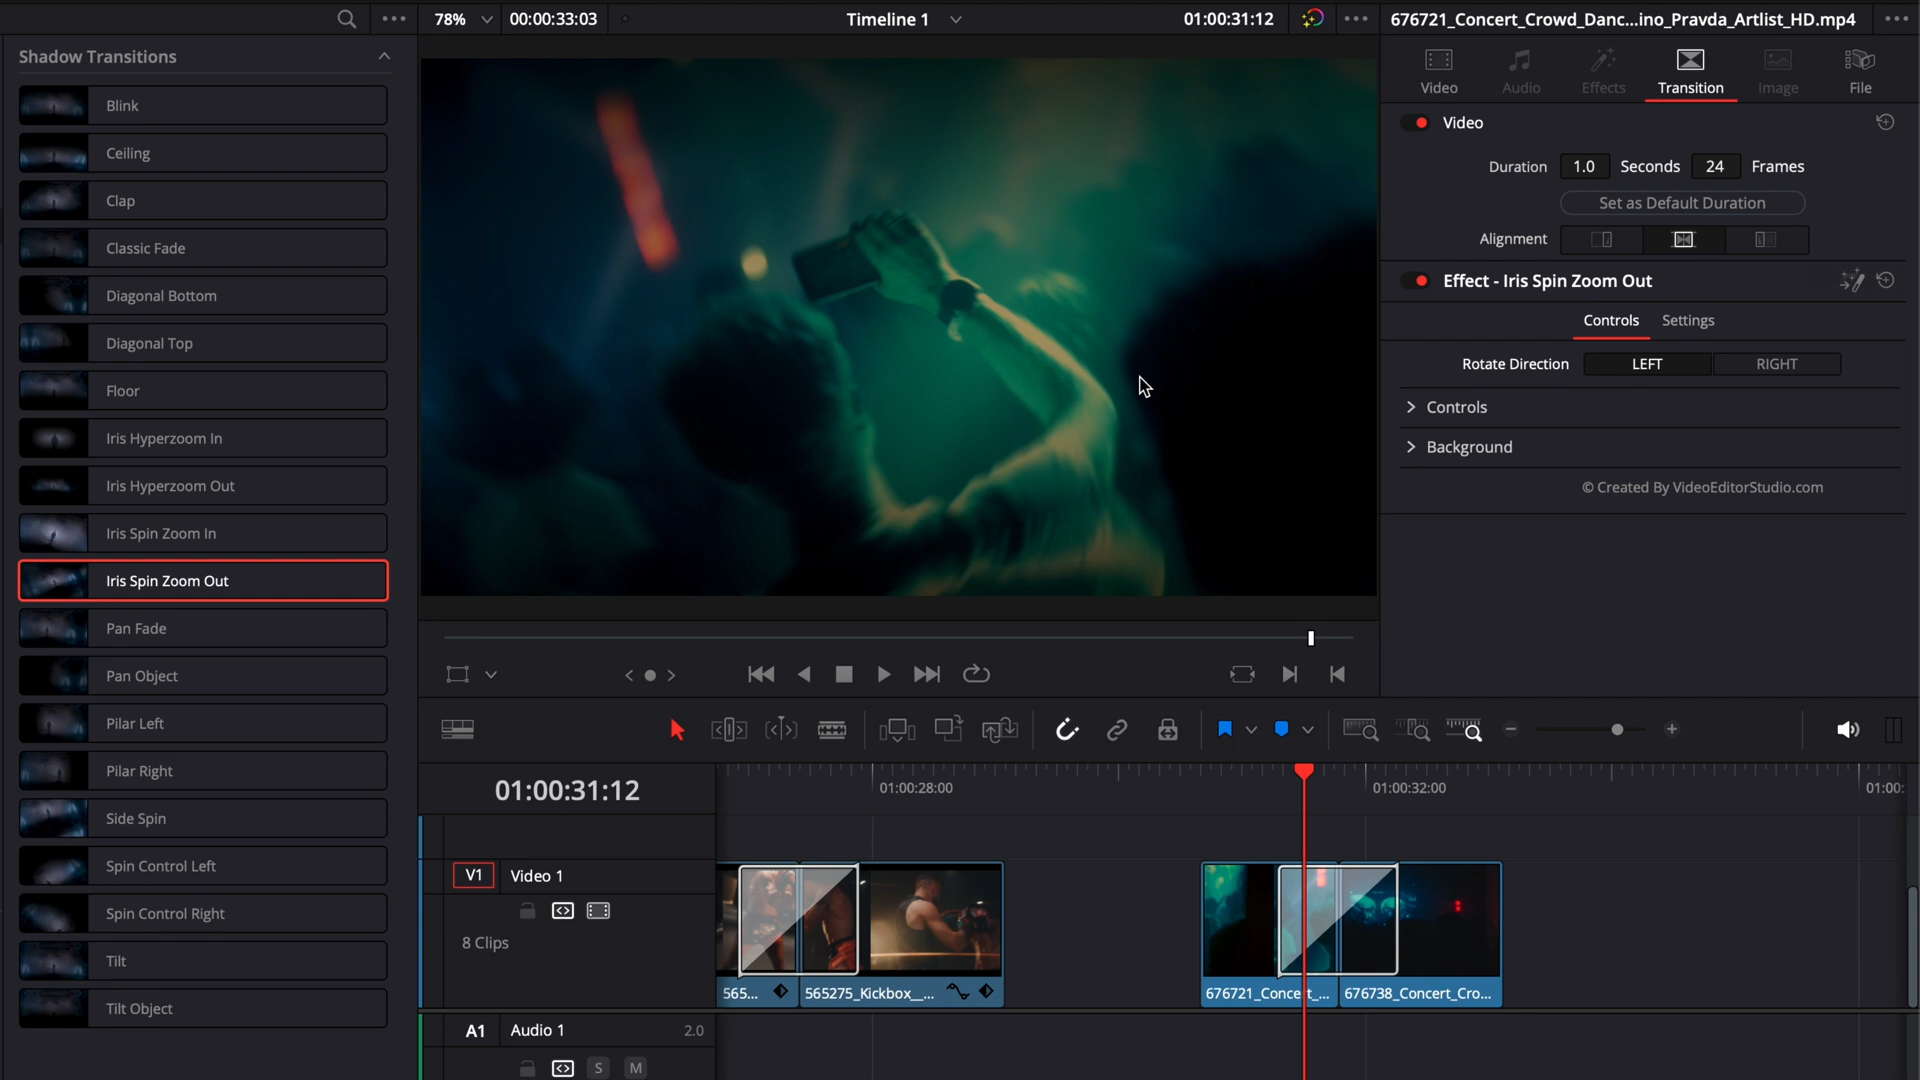 78%
00:00:33:03
Timeline 1
01:00:31:12
676721_Concert_Crowd_Danc...ino_Pravda_Artlist_HD.mp4
Shadow Transitions
Blink
Ceiling
Clap
Classic Fade
Diagonal Bottom
Diagonal Top
Floor
Iris Hyperzoom In
Iris Hyperzoom Out
Iris Spin Zoom In
Iris Spin Zoom Out
Pan Fade
Pan Object
Pilar Left
Pilar Right
Side Spin
Spin Control Left
Spin Control Right
Tilt
Tilt Object
Video
Audio
Effects
Transition
Image
File
Video
Duration 1.0 Seconds 24 Frames
Set as Default Duration
Alignment
Effect - Iris Spin Zoom Out
Controls Settings
Rotate Direction LEFT RIGHT
Controls
Background
© Created By VideoEditorStudio.com
01:00:31:12
01:00:28:00
01:00:32:00
01:00:
V1 Video 1
8 Clips
565...
565275_Kickbox__...
676721_Concert_...
676738_Concert_Cro...
A1 Audio 1 2.0
S M